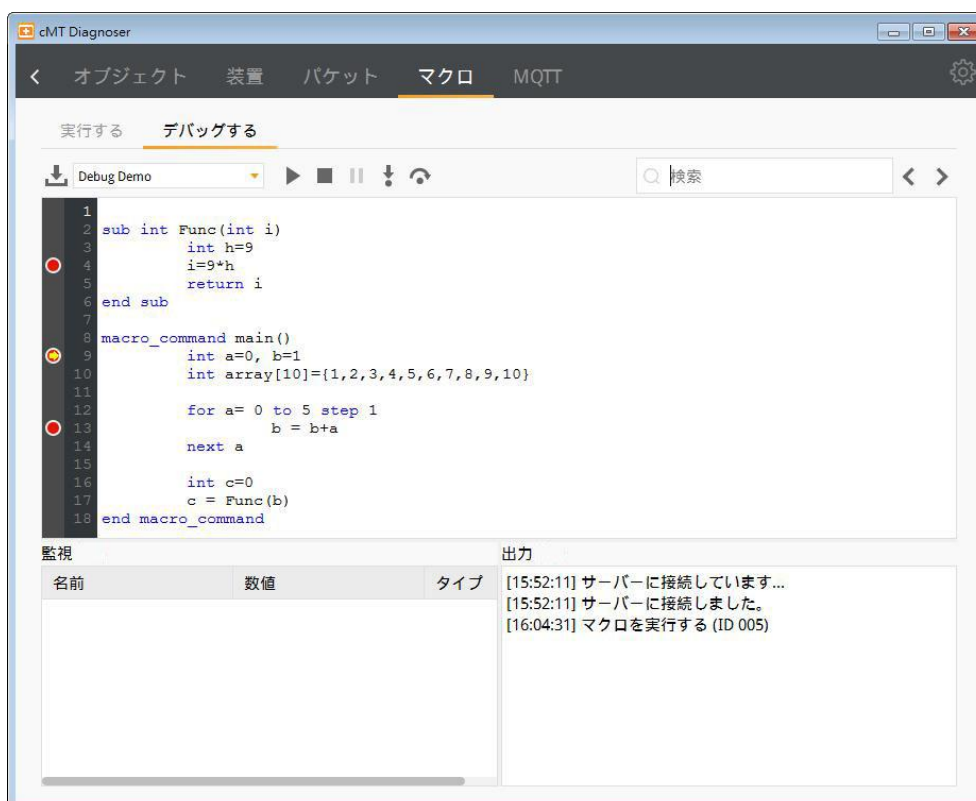 cMT Diagnoser
オブジェクト 装置 パケット マクロ MQTT
実行する デバッグする
Debug Demo 検索
1
2 sub int Func(int i)
3 int h=9
4 i=9*h
5 return i
6 end sub
7
8 macro_command main()
9 int a=0, b=1
10 int array[10]={1,2,3,4,5,6,7,8,9,10}
11
12 for a= 0 to 5 step 1
13 b = b+a
14 next a
15
16 int c=0
17 c = Func(b)
18 end macro_command
監視 出力
名前 数値 タイプ
[15:52:11] サーバーに接続しています...
[15:52:11] サーバーに接続しました。
[16:04:31] マクロを実行する (ID 005)